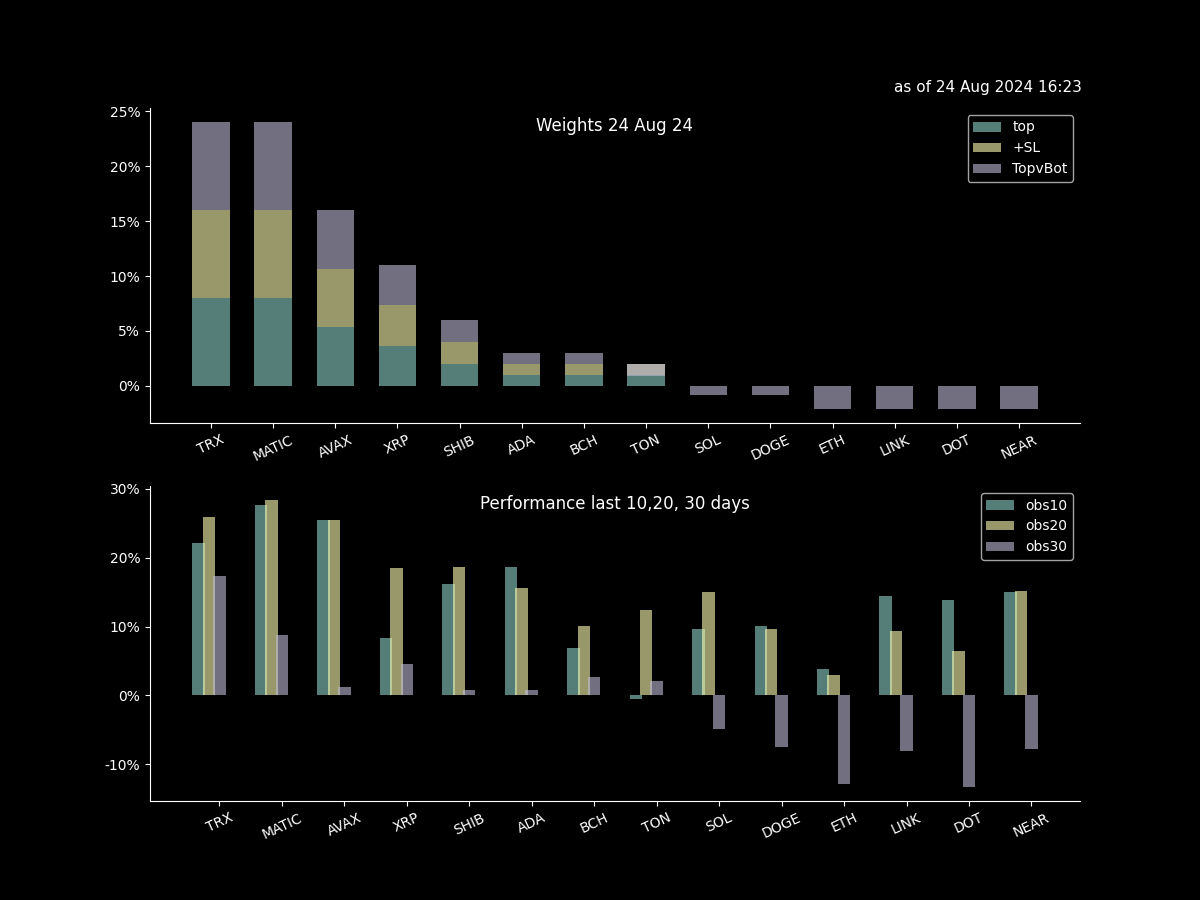 as of 24 Aug 2024 16:23
Weights 24 Aug 24
top
+SL
TopvBot
25%
20%
15%
10%
5%
0%
TRX MATIC AVAX XRP SHIB ADA BCH TON SOL DOGE ETH LINK DOT NEAR
Performance last 10,20, 30 days
obs10
obs20
obs30
30%
20%
10%
0%
-10%
TRX MATIC AVAX XRP SHIB ADA BCH TON SOL DOGE ETH LINK DOT NEAR